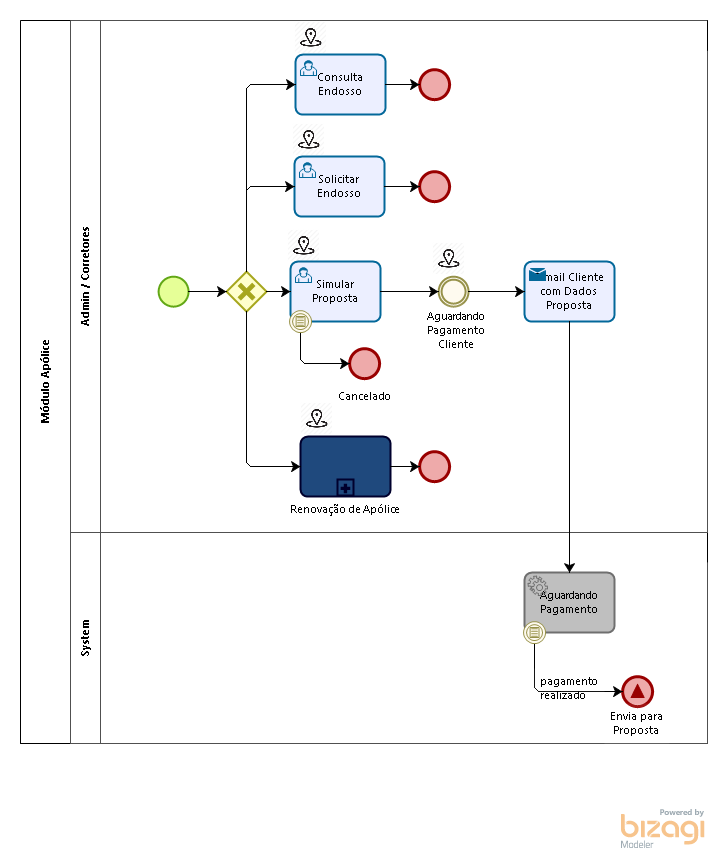 Módulo Apólice
Admin / Corretores
Consulta
Endosso
Solicitar
Endosso
Simular
Proposta
Aguardando
Pagamento
Cliente
Email Cliente
com Dados
Proposta
Cancelado
Renovação de Apólice
System
Aguardando
Pagamento
pagamento
realizado
Envia para
Proposta
Powered by
bizagi
Modeler